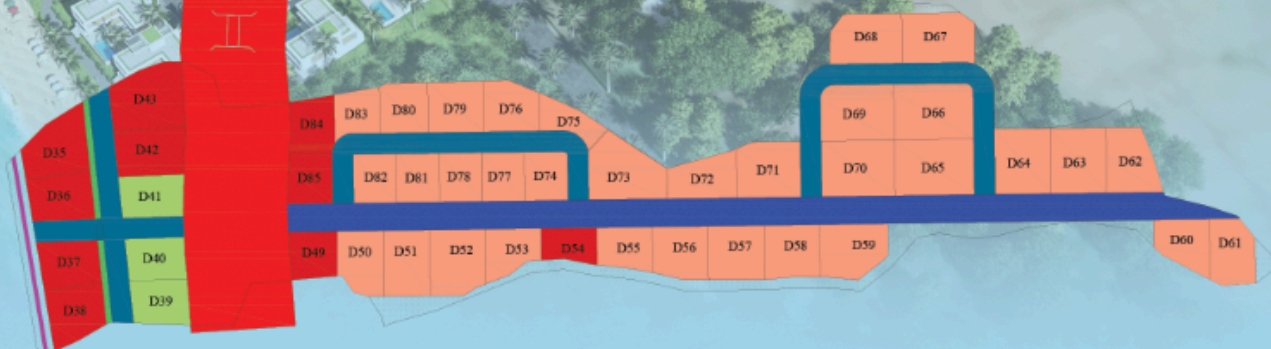 D68 D67
D43
D83 D80 D79 D76
D84 D75
D69 D66
D35 D42
D64 D63 D62
D85 D82 D81 D78 D77 D74 D73 D72 D71 D70 D65
D36 D41
D60 D61
D37 D40 D49 D50 D51 D52 D53 D54 D55 D56 D57 D58 D59
D38 D39